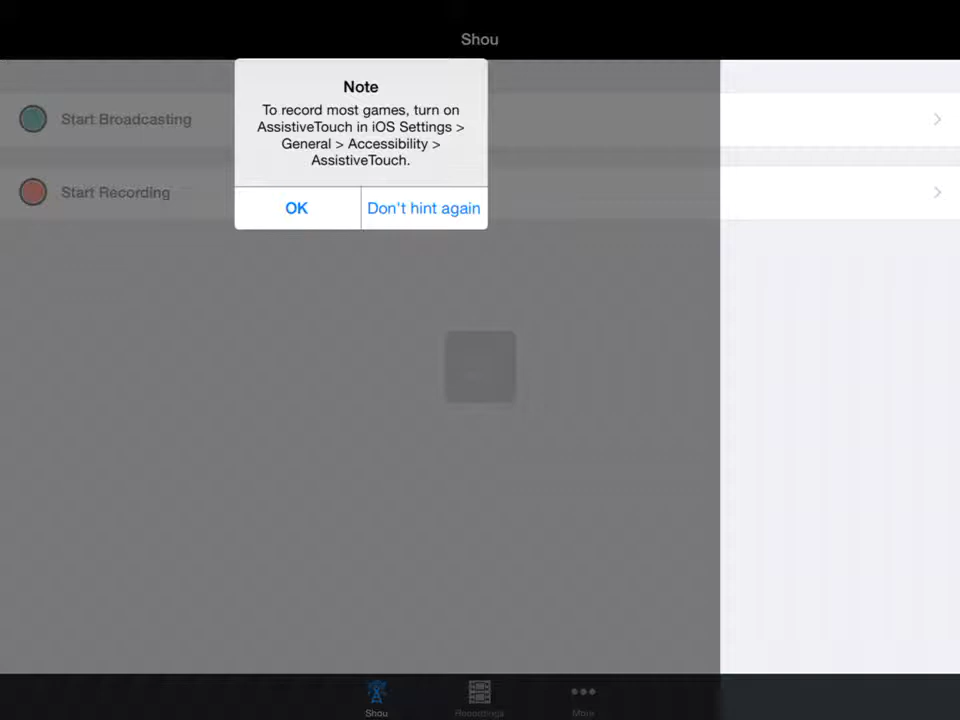 Shou
Note
To record most games, turn on
AssistiveTouch in iOS Settings >
General > Accessibility >
AssistiveTouch.
OK
Don't hint again
Start Broadcasting
Start Recording
Shou
Recordings
More